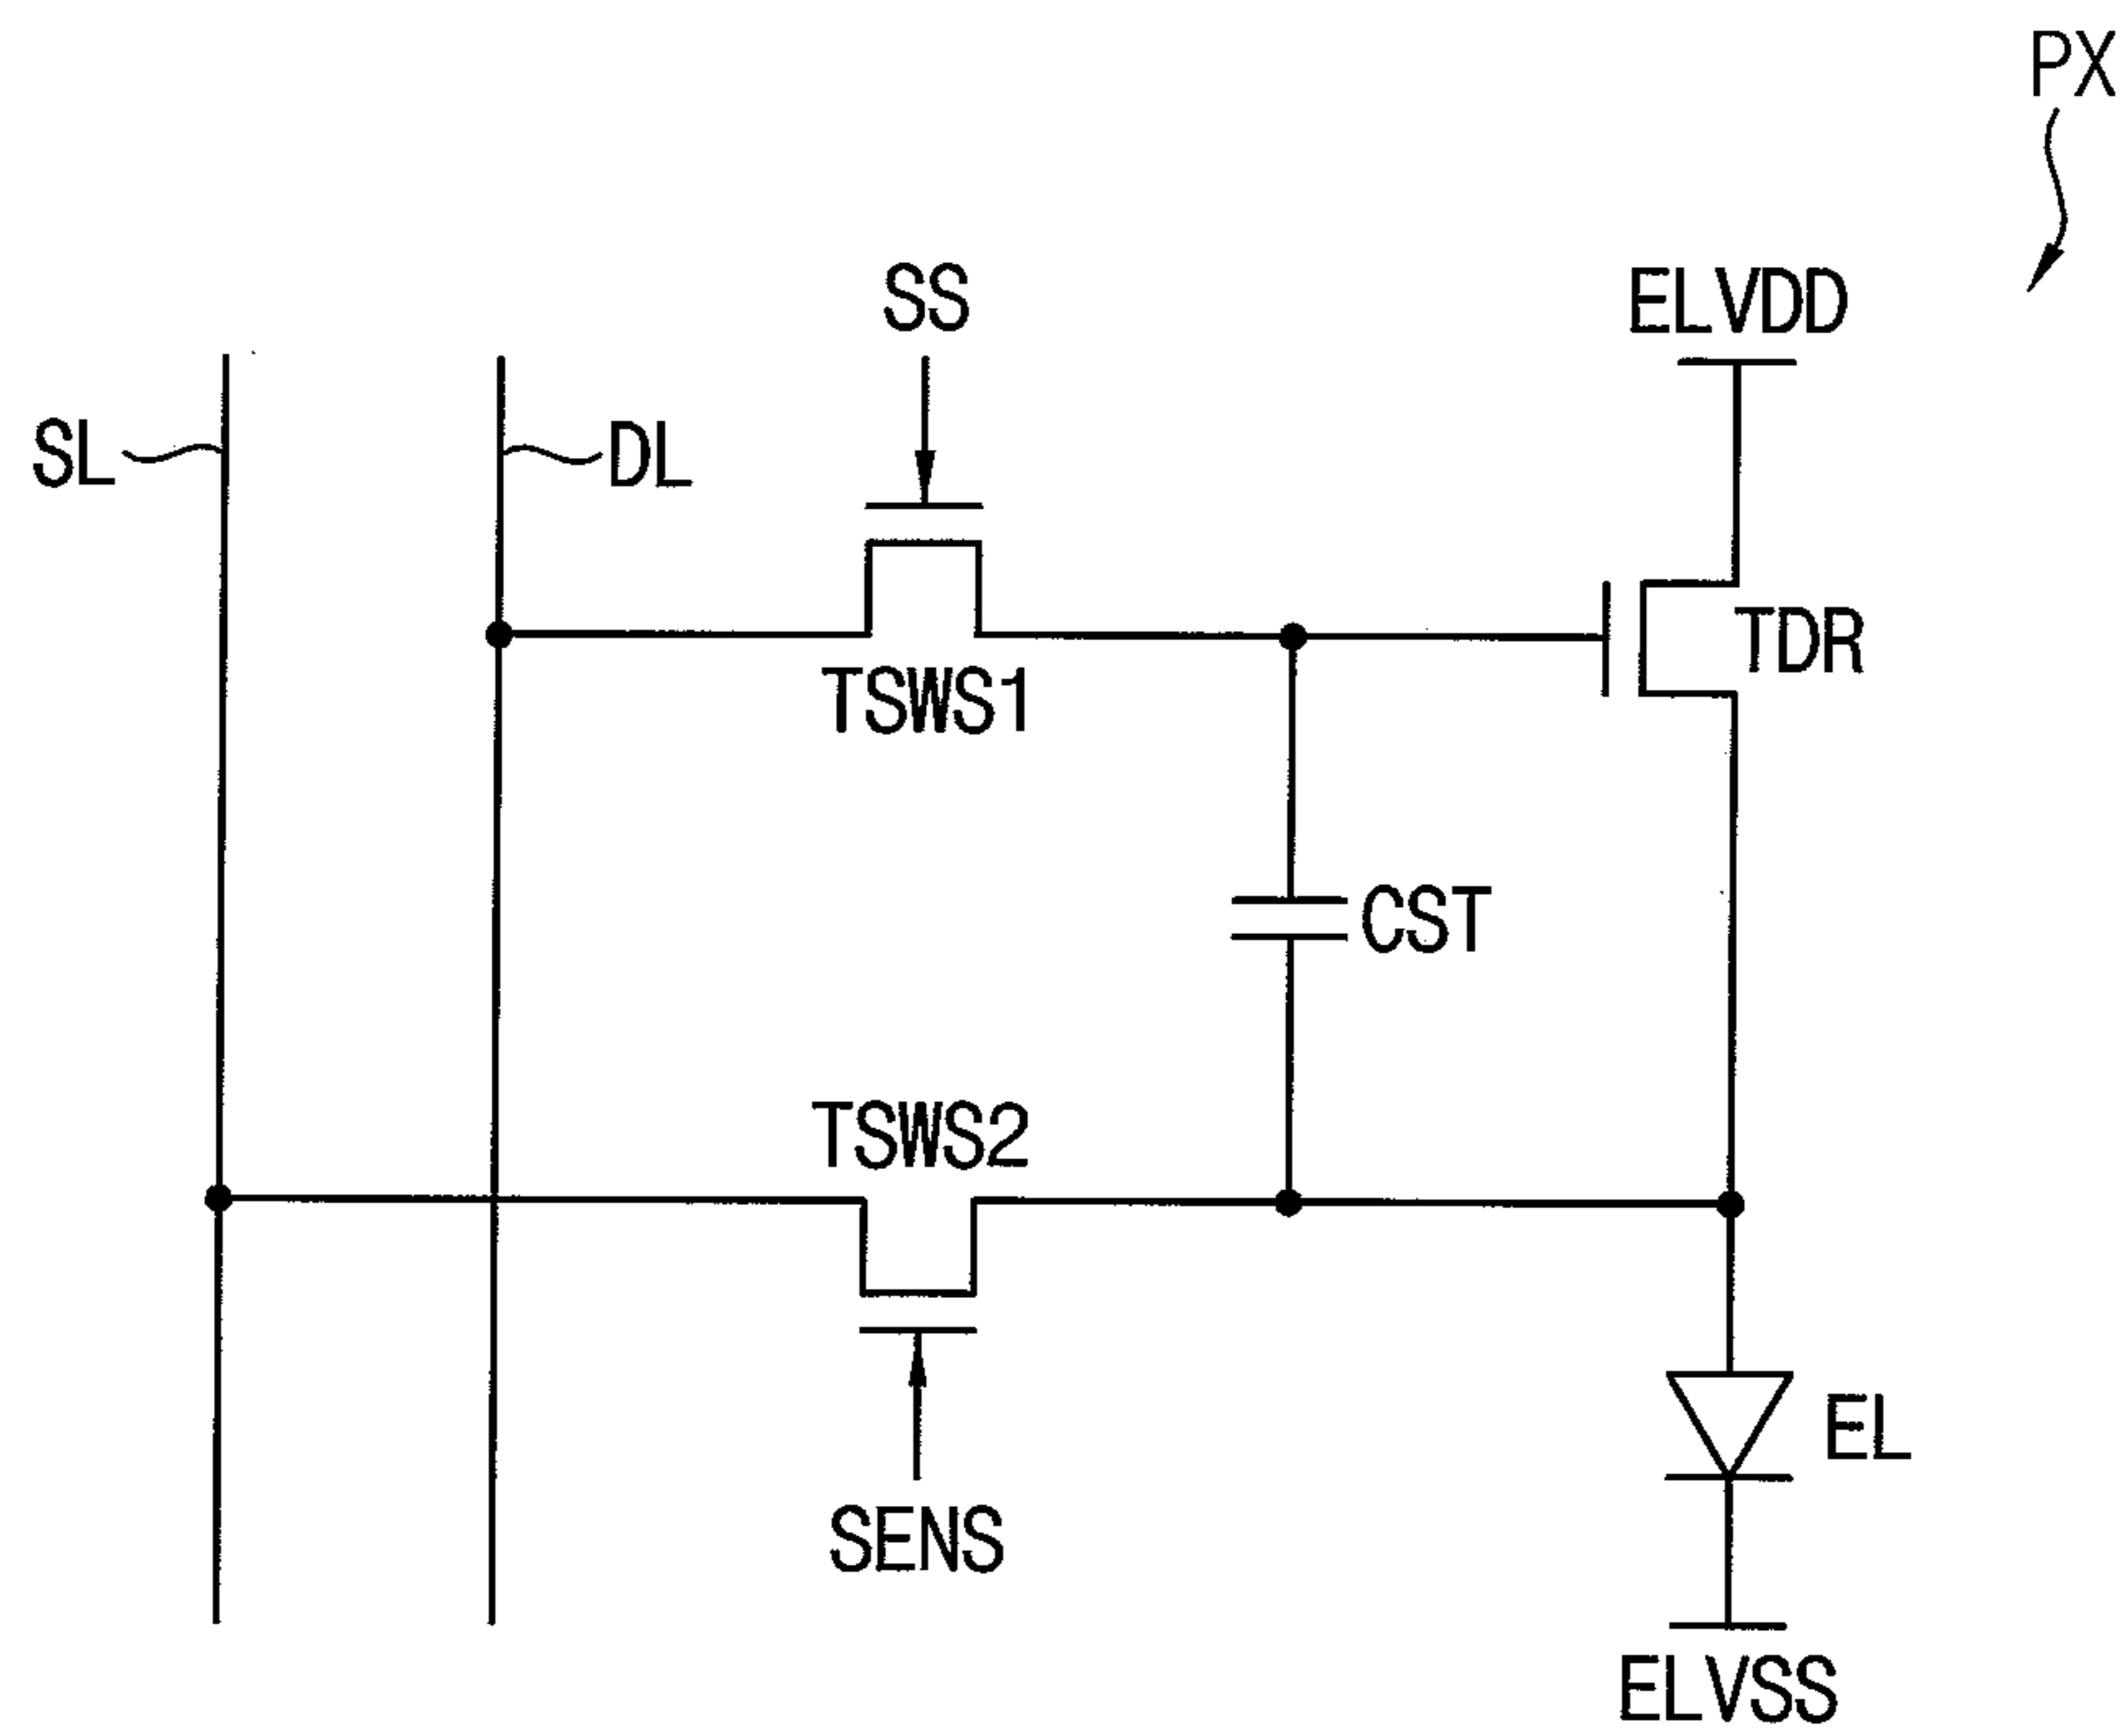 PX
SS
ELVDD
SL
DL
TDR
TSWS1
CST
TSWS2
EL
SENS
ELVSS